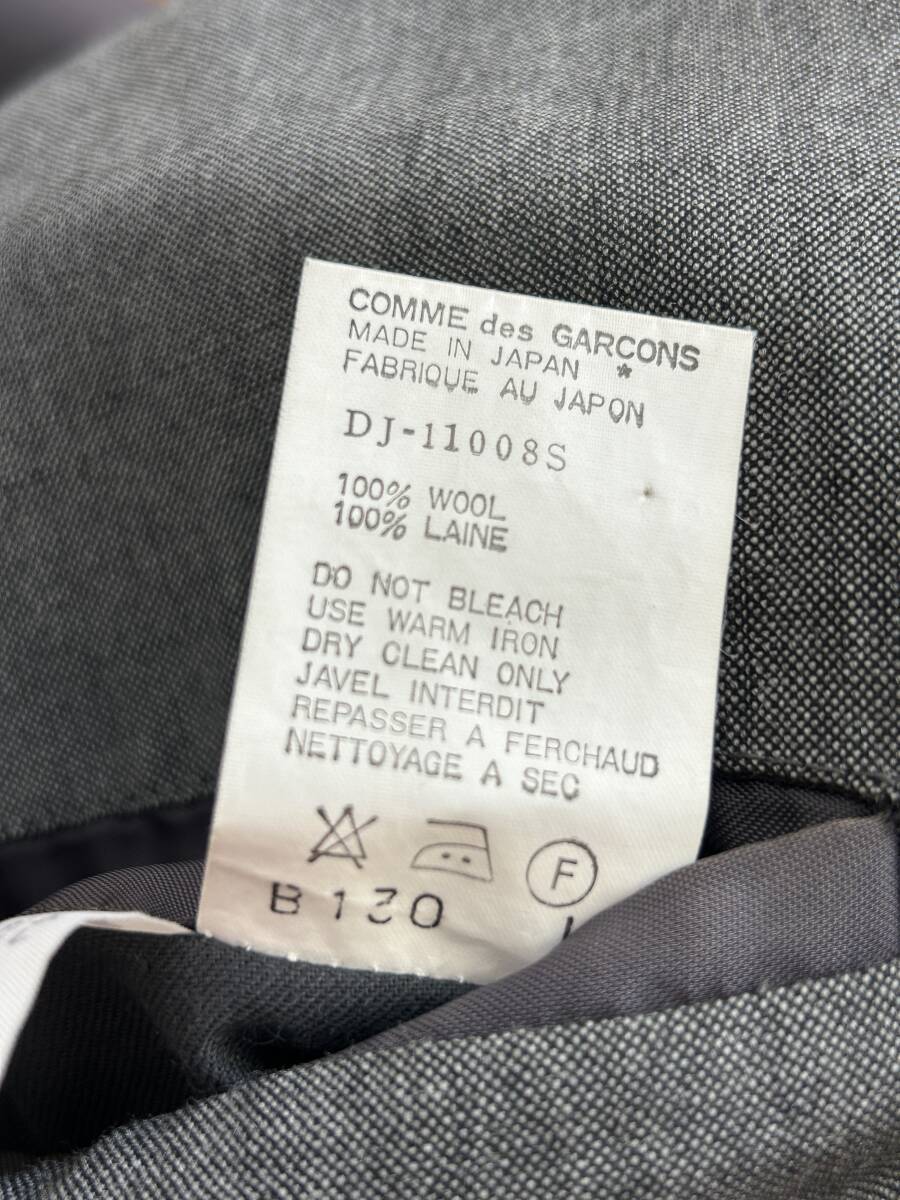 COMME des GARCONS
MADE IN JAPAN *
FABRIQUE AU JAPON
DJ-11008S
100% WOOL
100% LAINE
DO NOT BLEACH
USE WARM IRON
DRY CLEAN ONLY
JAVEL INTERDIT
REPASSER A FERCHAUD
NETTOYAGE A SEC
F
B 130